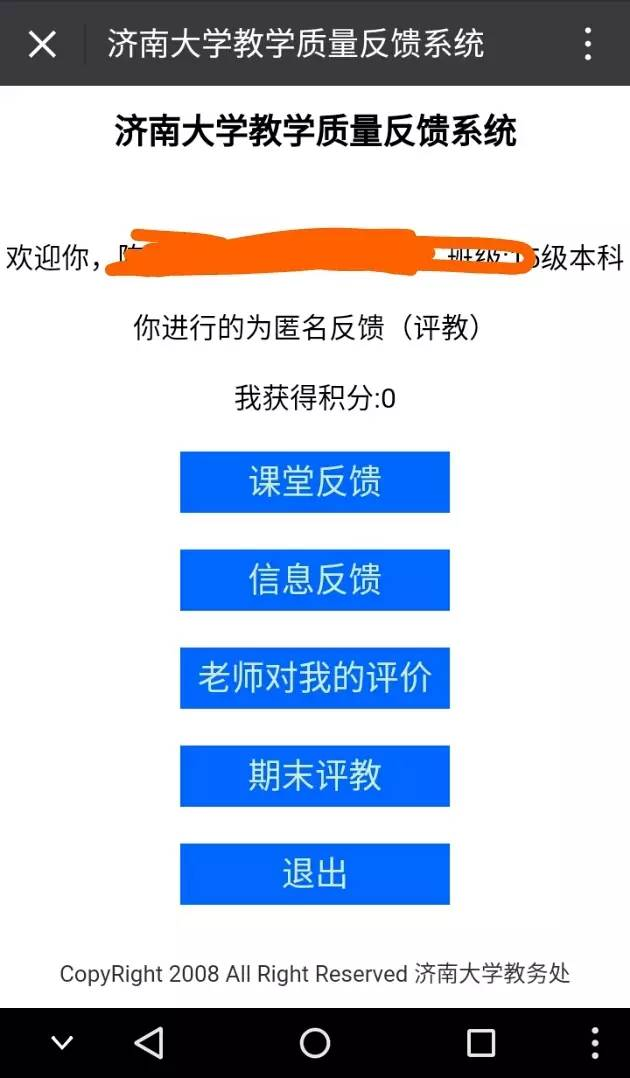 济南大学教学质量反馈系统
济南大学教学质量反馈系统
欢迎你， 班级:15级本科
你进行的为匿名反馈（评教）
我获得积分:0
课堂反馈
信息反馈
老师对我的评价
期末评教
退出
CopyRight 2008 All Right Reserved 济南大学教务处